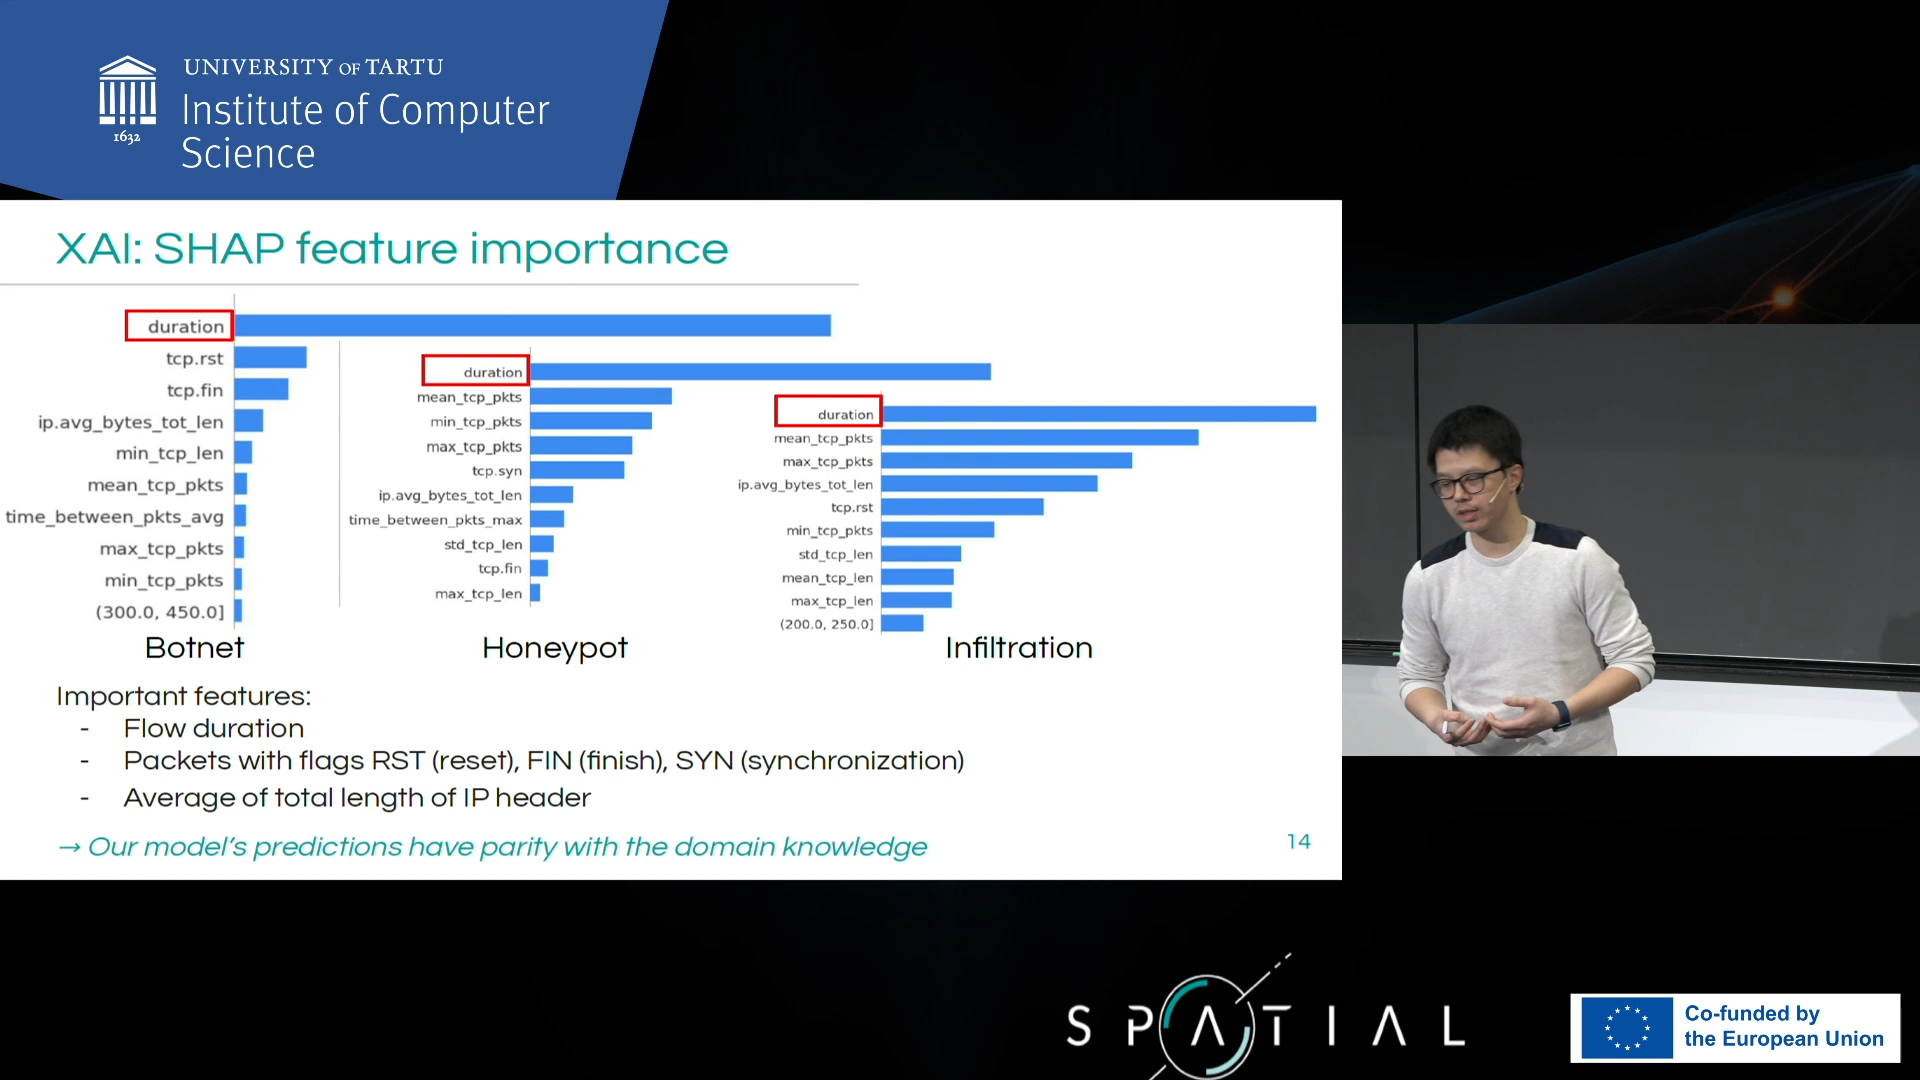 UNIVERSITY OF TARTU
Institute of Computer
Science
1632
XAI: SHAP feature importance
duration
tcp.rst
tcp.fin
ip.avg_bytes_tot_len
min_tcp_len
mean_tcp_pkts
time_between_pkts_avg
max_tcp_pkts
min_tcp_pkts
(300.0, 450.0]
Botnet
duration
mean_tcp_pkts
min_tcp_pkts
max_tcp_pkts
tcp.syn
ip.avg_bytes_tot_len
time_between_pkts_max
std_tcp_len
tcp.fin
max_tcp_len
Honeypot
duration
mean_tcp_pkts
max_tcp_pkts
ip.avg_bytes_tot_len
tcp.rst
min_tcp_pkts
std_tcp_len
mean_tcp_len
max_tcp_len
(200.0, 250.0]
Infiltration
Important features:
- Flow duration
- Packets with flags RST (reset), FIN (finish), SYN (synchronization)
- Average of total length of IP header
→ Our model's predictions have parity with the domain knowledge
14
SPATIAL
Co-funded by
the European Union